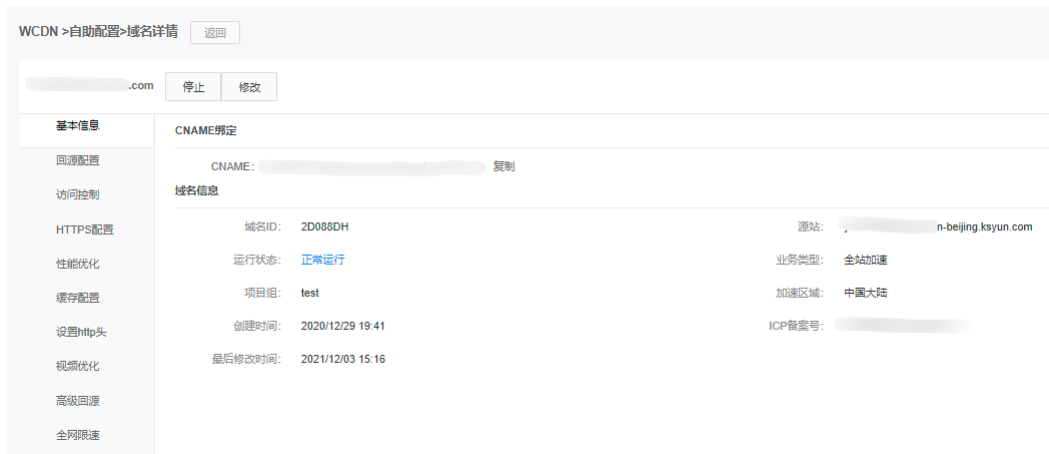 WCDN >自助配置>域名详情 返回
.com 停止 修改
基本信息
回源配置
访问控制
HTTPS配置
性能优化
缓存配置
设置http头
视频优化
高级回源
全网限速
CNAME绑定
CNAME: 复制
域名信息
域名ID: 2D088DH
源站: n-beijing.ksyun.com
运行状态: 正常运行
业务类型: 全站加速
项目组: test
加速区域: 中国大陆
创建时间: 2020/12/29 19:41
ICP备案号:
最后修改时间: 2021/12/03 15:16